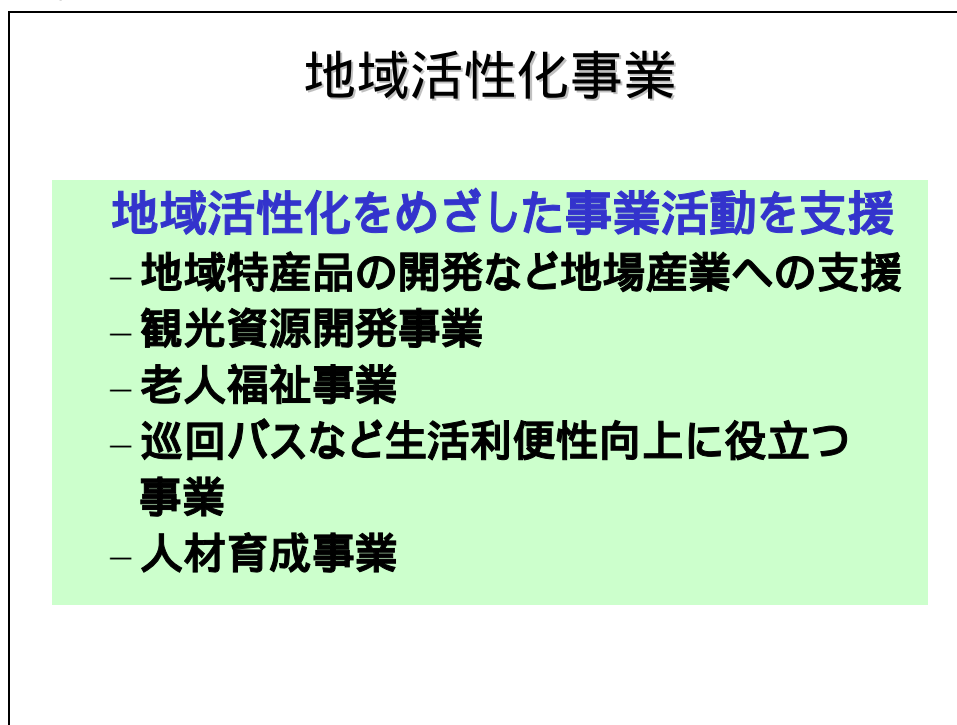 地域活性化事業
地域活性化をめざした事業活動を支援
– 地域特産品の開発など地場産業への支援
– 観光資源開発事業
– 老人福祉事業
– 巡回バスなど生活利便性向上に役立つ
事業
– 人材育成事業